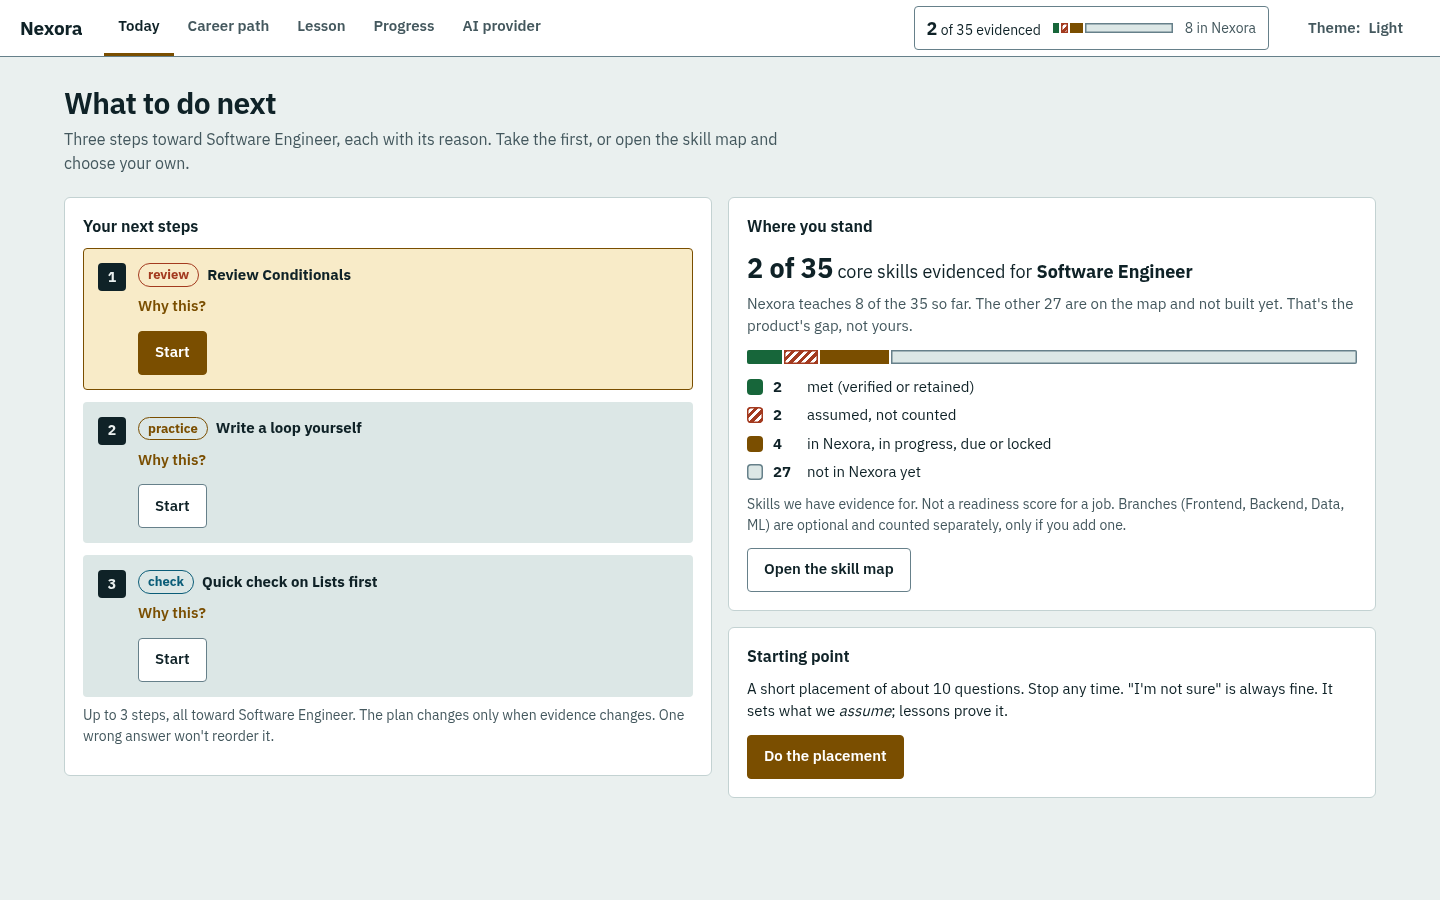 Nexora
Today
Career path
Lesson
Progress
AI provider
2 of 35 evidenced
8 in Nexora
Theme: Light
What to do next
Three steps toward Software Engineer, each with its reason. Take the first, or open the skill map and
choose your own.
Your next steps
1
review
Review Conditionals
Why this?
Start
2
practice
Write a loop yourself
Why this?
Start
3
check
Quick check on Lists first
Why this?
Start
Up to 3 steps, all toward Software Engineer. The plan changes only when evidence changes. One
wrong answer won't reorder it.
Where you stand
2 of 35 core skills evidenced for Software Engineer
Nexora teaches 8 of the 35 so far. The other 27 are on the map and not built yet. That's the
product's gap, not yours.
2 met (verified or retained)
2 assumed, not counted
4 in Nexora, in progress, due or locked
27 not in Nexora yet
Skills we have evidence for. Not a readiness score for a job. Branches (Frontend, Backend, Data,
ML) are optional and counted separately, only if you add one.
Open the skill map
Starting point
A short placement of about 10 questions. Stop any time. "I'm not sure" is always fine. It
sets what we assume; lessons prove it.
Do the placement